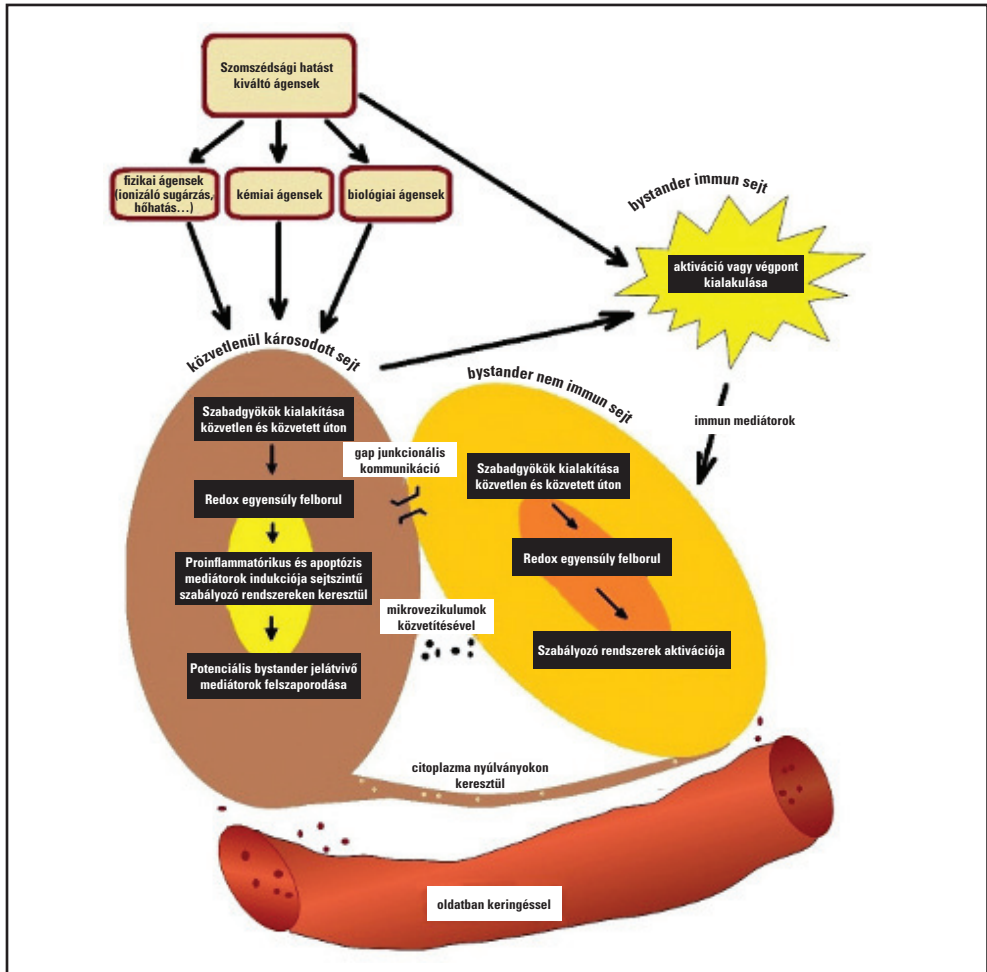 Szomszédsági hatást
kiváltó ágensek
fizikai ágensek
(ionizáló sugárzás,
hőhatás…)
kémiai ágensek
biológiai ágensek
bystander immun sejt
aktiváció vagy végpont
kialakulása
immun mediátorok
közvetlenül károsodott sejt
Szabadgyökök kialakítása
közvetlen és közvetett úton
Redox egyensúly felborul
Proinflammatórikus és apoptózis
mediátorok indukciója sejtszintű
szabályozó rendszereken keresztül
Potenciális bystander jelátvivő
mediátorok felszaporodása
gap junkcionális
kommunikáció
mikrovezikulumok
közvetítésével
bystander nem immun sejt
Szabadgyökök kialakítása
közvetlen és közvetett úton
Redox egyensúly felborul
Szabályozó rendszerek aktivációja
citoplazma nyúlványokon
keresztül
oldatban keringéssel